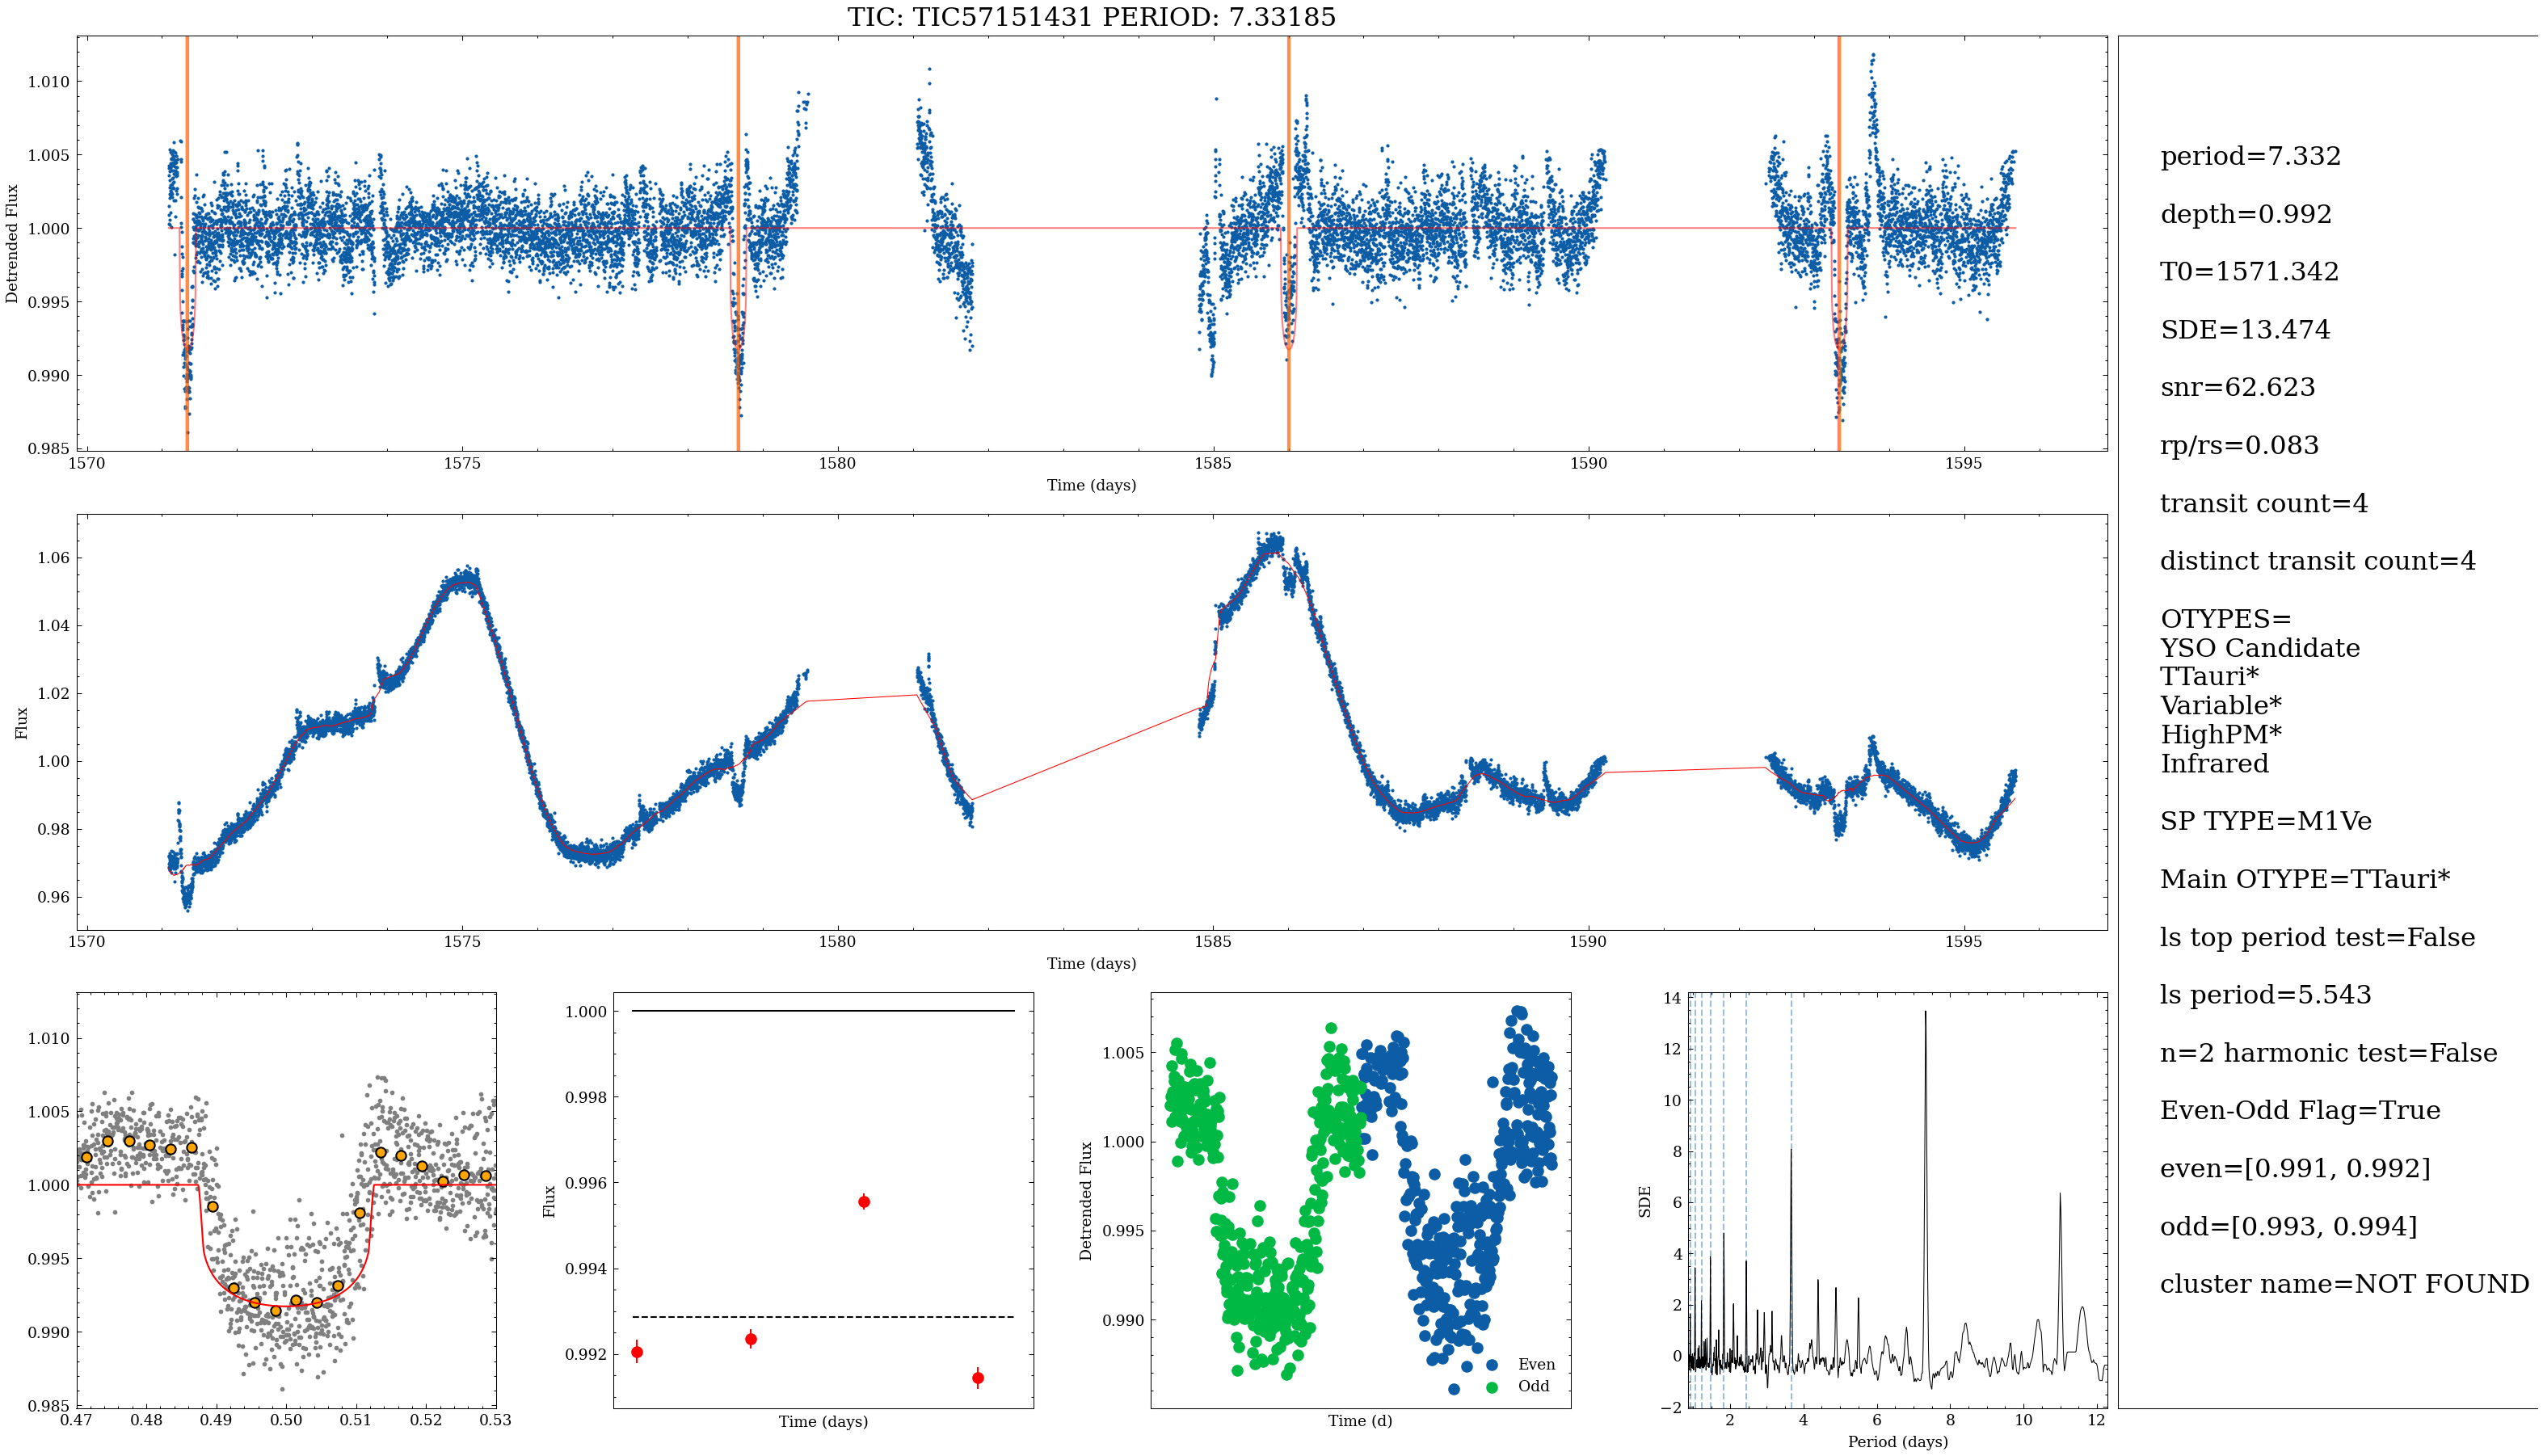 TIC: TIC57151431 PERIOD: 7.33185
Detrended Flux
1.010
1.005
1.000
0.995
0.990
0.985
1570
1575
1580
1585
1590
1595
Time (days)
Flux
1.06
1.04
1.02
1.00
0.98
0.96
1570
1575
1580
1585
1590
1595
Time (days)
1.010
1.005
1.000
0.995
0.990
0.985
0.47
0.48
0.49
0.50
0.51
0.52
0.53
Flux
1.000
0.998
0.996
0.994
0.992
Time (days)
Detrended Flux
1.005
1.000
0.995
0.990
Even
Odd
Time (d)
SDE
14
12
10
8
6
4
2
0
−2
2
4
6
8
10
12
Period (days)
period=7.332
depth=0.992
T0=1571.342
SDE=13.474
snr=62.623
rp/rs=0.083
transit count=4
distinct transit count=4
OTYPES=
YSO Candidate
TTauri*
Variable*
HighPM*
Infrared
SP TYPE=M1Ve
Main OTYPE=TTauri*
ls top period test=False
ls period=5.543
n=2 harmonic test=False
Even-Odd Flag=True
even=[0.991, 0.992]
odd=[0.993, 0.994]
cluster name=NOT FOUND